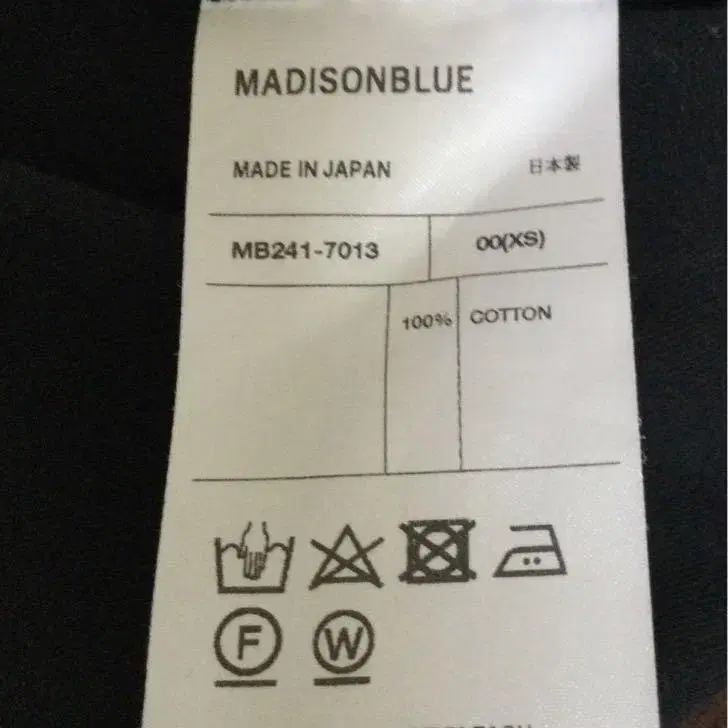 MADISONBLUE
MADE IN JAPAN 日本製
MB241-7013 00(XS)
100% COTTON
F W